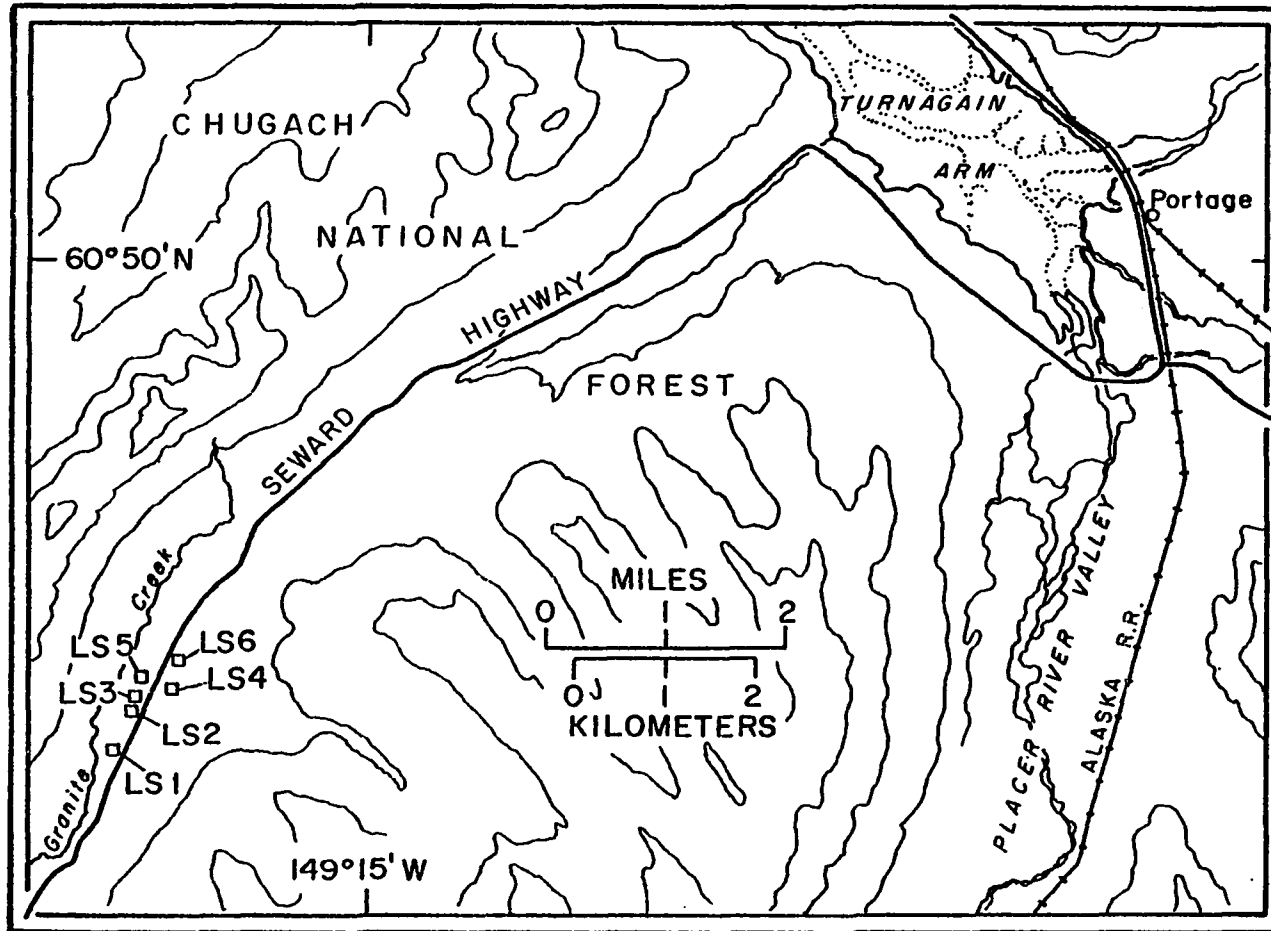 CHUGACH
NATIONAL
FOREST
TURNAGAIN
ARM
Portage
60°50'N
SEWARD HIGHWAY
Granite Creek
LS6
LS5
LS4
LS3
LS2
LS1
MILES
0 1 2
0 1 2
KILOMETERS
PLACER RIVER VALLEY
ALASKA R.R.
149°15'W